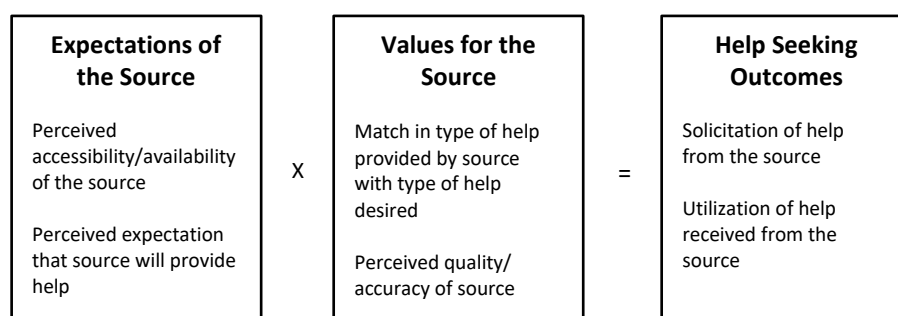 Expectations of
the Source
Perceived
accessibility/availability
of the source
Perceived expectation
that source will provide
help
X
Values for the
Source
Match in type of help
provided by source
with type of help
desired
Perceived quality/
accuracy of source
=
Help Seeking
Outcomes
Solicitation of help
from the source
Utilization of help
received from the
source